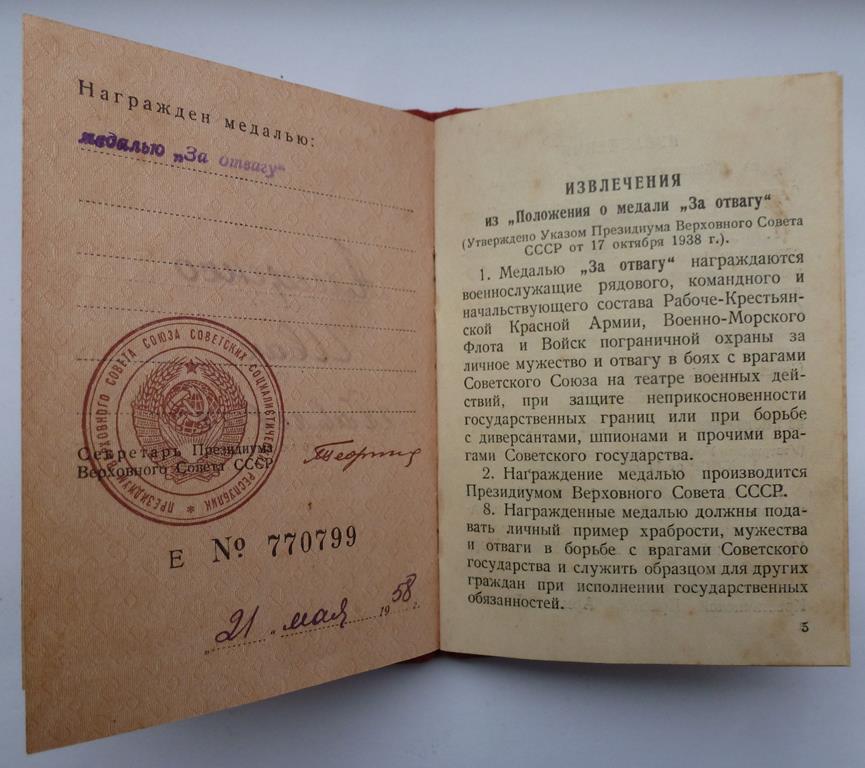 Награжден медалью:
медалью „За отвагу“
ПРЕЗИДИУМ ВЕРХОВНОГО СОВЕТА СОЮЗА СОВЕТСКИХ СОЦИАЛИСТИЧЕСКИХ РЕСПУБЛИК *
Секретарь Президиума
Верховного Совета СССР
Е № 770799
„21 “ мая 1958 г.
ИЗВЛЕЧЕНИЯ
из „Положения о медали „За отвагу“
(Утверждено Указом Президиума Верховного Совета
СССР от 17 октября 1938 г.).
1. Медалью „За отвагу“ награждаются
военнослужащие рядового, командного и
начальствующего состава Рабоче-Крестьян-
ской Красной Армии, Военно-Морского
Флота и Войск пограничной охраны за
личное мужество и отвагу в боях с врагами
Советского Союза на театре военных дей-
ствий, при защите неприкосновенности
государственных границ или при борьбе
с диверсантами, шпионами и прочими вра-
гами Советского государства.
2. Награждение медалью производится
Президиумом Верховного Совета СССР.
8. Награжденные медалью должны пода-
вать личный пример храбрости, мужества
и отваги в борьбе с врагами Советского
государства и служить образцом для других
граждан при исполнении государственных
обязанностей.
5